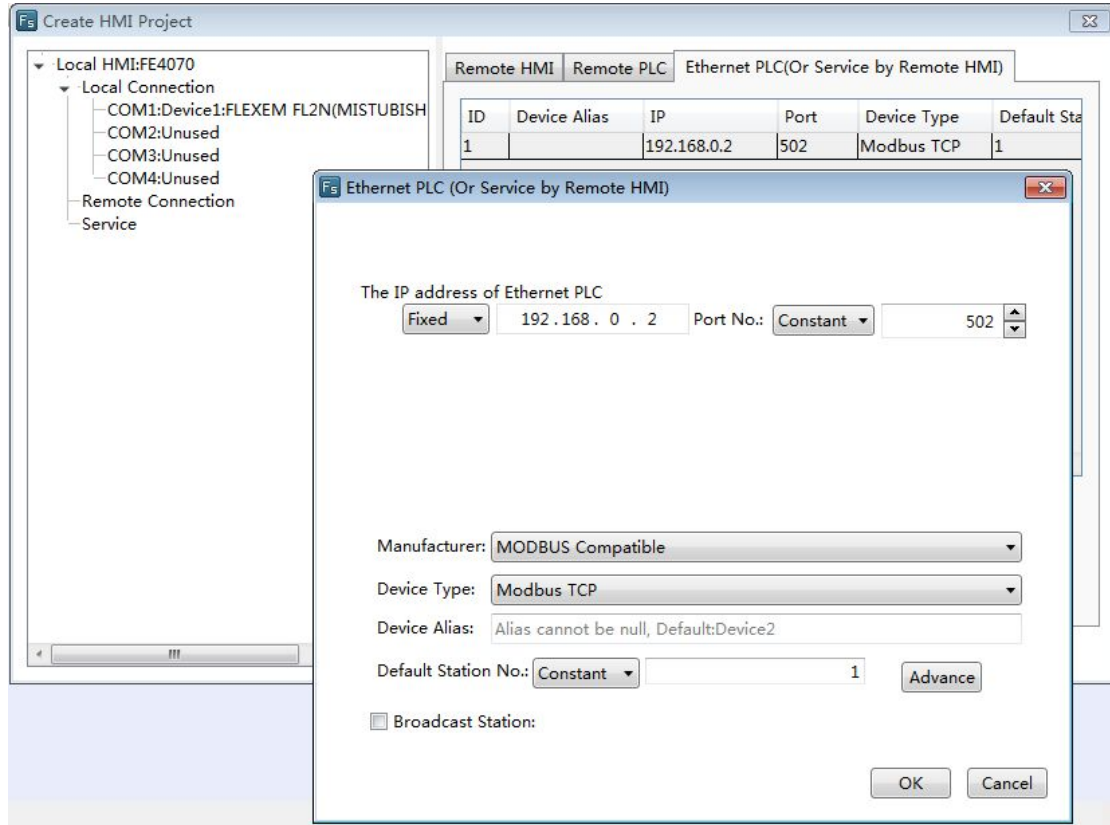 Fs Create HMI Project
Local HMI:FE4070
Local Connection
COM1:Device1:FLEXEM FL2N(MISTUBISH
COM2:Unused
COM3:Unused
COM4:Unused
Remote Connection
Service
Remote HMI Remote PLC Ethernet PLC(Or Service by Remote HMI)
ID Device Alias IP Port Device Type Default Sta
1 192.168.0.2 502 Modbus TCP 1
Fs Ethernet PLC (Or Service by Remote HMI)
The IP address of Ethernet PLC
Fixed 192.168. 0 . 2 Port No.: Constant 502
Manufacturer: MODBUS Compatible
Device Type: Modbus TCP
Device Alias: Alias cannot be null, Default:Device2
Default Station No.: Constant 1 Advance
Broadcast Station:
OK Cancel